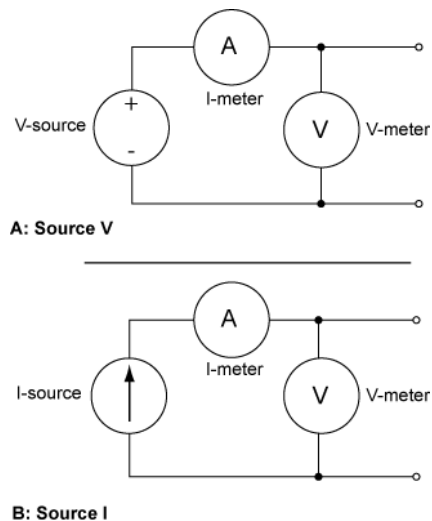 A
I-meter
+
V-source
-
V
V-meter
A: Source V
A
I-meter
I-source
V
V-meter
B: Source I